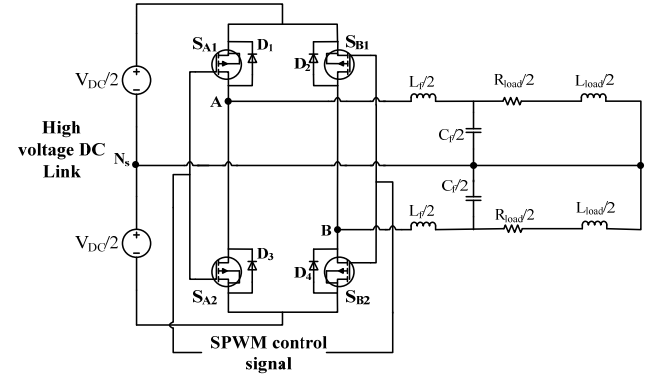 S_A1
D_1
S_B1
D_2
V_DC/2
A
L_f/2
R_load/2
L_load/2
High
voltage DC
Link
N_s
C_f/2
C_f/2
L_f/2
R_load/2
L_load/2
B
V_DC/2
D_3
D_4
S_A2
S_B2
SPWM control
signal